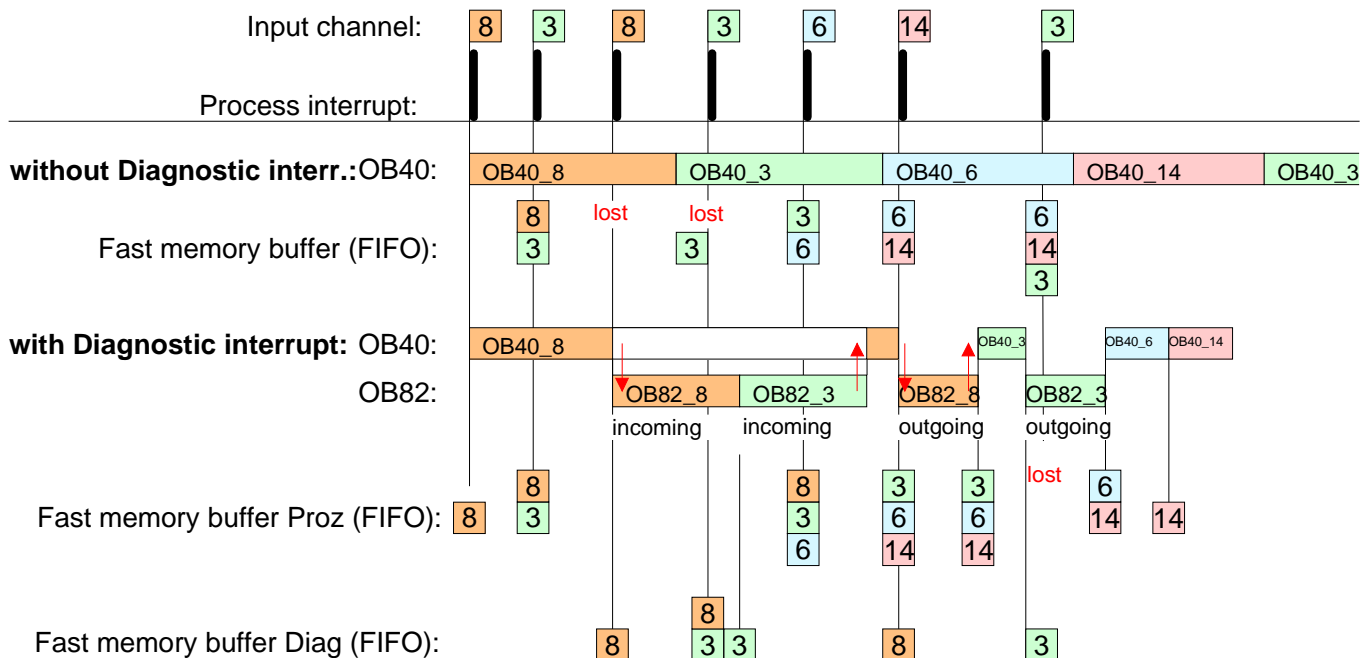 Input channel: 8 3 8 3 6 14 3
Process interrupt:
without Diagnostic interr.: OB40: OB40_8 OB40_3 OB40_6 OB40_14 OB40_3
8 lost lost 3 6 6
Fast memory buffer (FIFO): 3 3 6 14 14
3
with Diagnostic interrupt: OB40: OB40_8 OB40_3 OB40_6 OB40_14
OB82: OB82_8 OB82_3 OB82_8 OB82_3
incoming incoming outgoing outgoing
8 8 3 3 lost 6
Fast memory buffer Proz (FIFO): 8 3 3 6 6 14 14
6 14 14
8
Fast memory buffer Diag (FIFO): 8 3 3 8 3